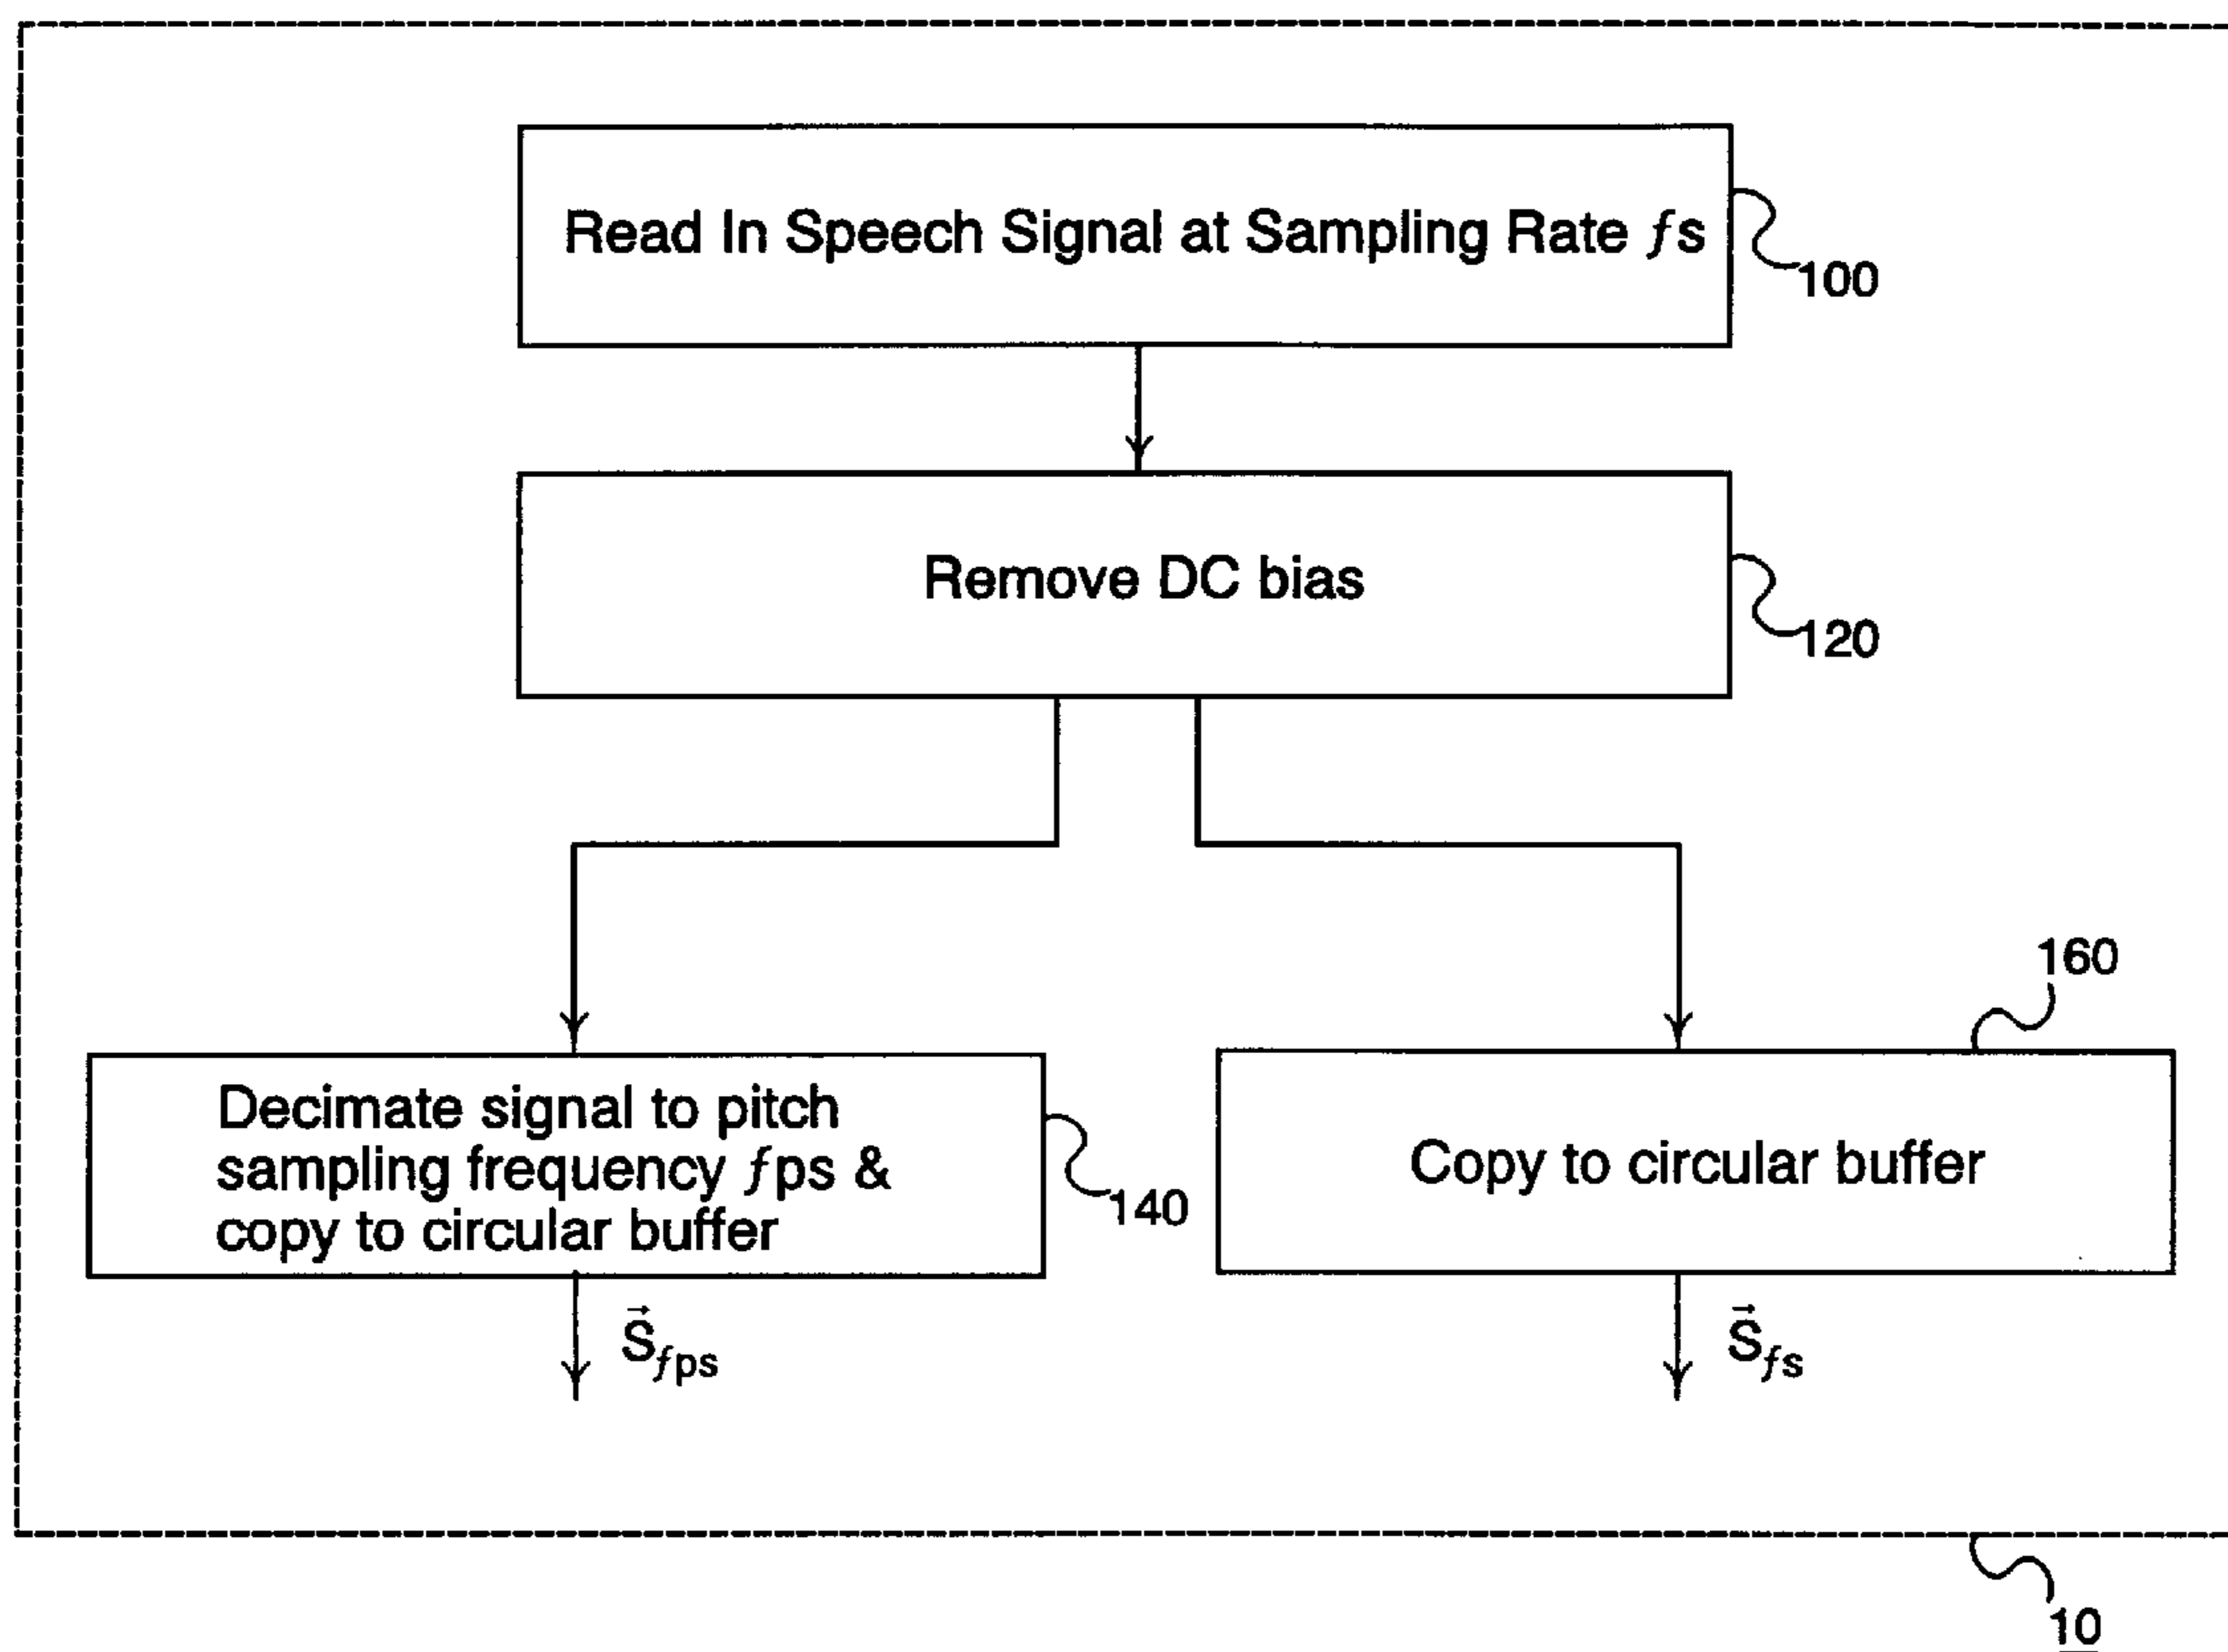 Read In Speech Signal at Sampling Rate ƒs
100
Remove DC bias
120
160
Decimate signal to pitch
sampling frequency ƒps &
copy to circular buffer
140
Copy to circular buffer
S⃗ƒps
S⃗ƒs
10